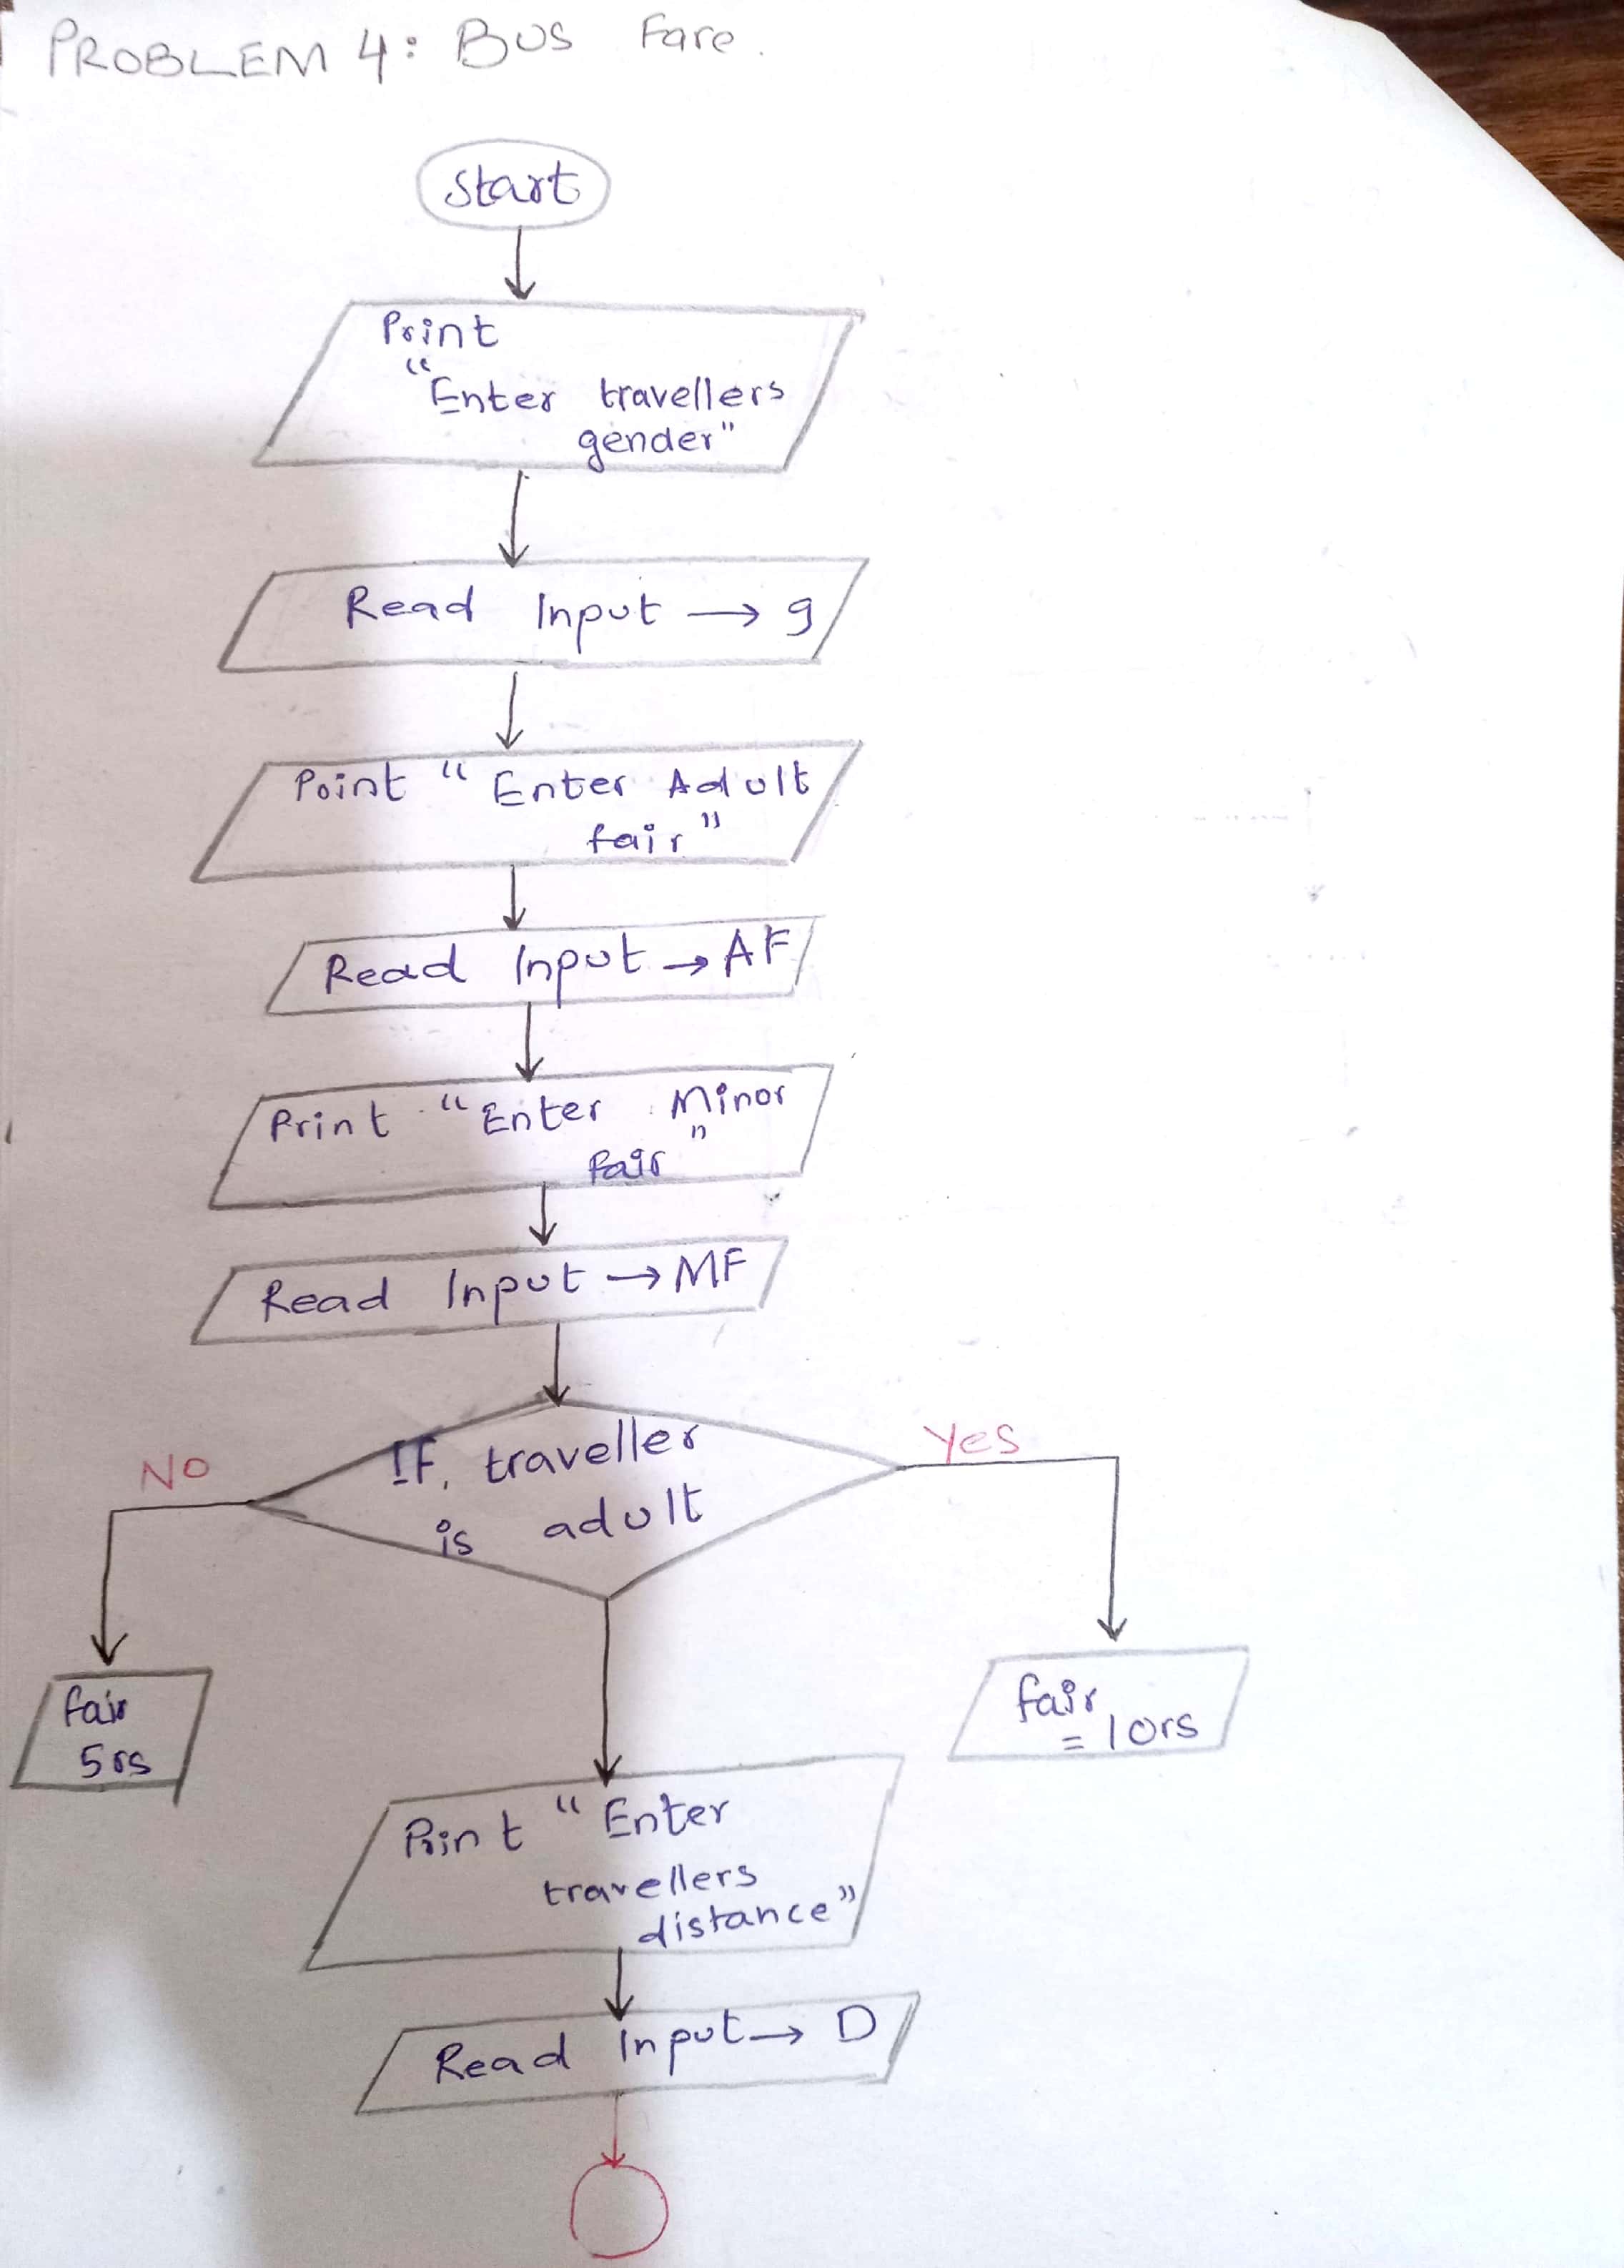 PROBLEM 4: BUS Fare.
Start
Print
"Enter travellers
gender"
Read Input → g
Print "Enter Adult
fair"
Read Input → AF
Print "Enter Minor
fair"
Read Input → MF
NO
If, traveller
is adult
Yes
fair
5rs
fair
= 10rs
Print "Enter
travellers
distance"
Read Input → D